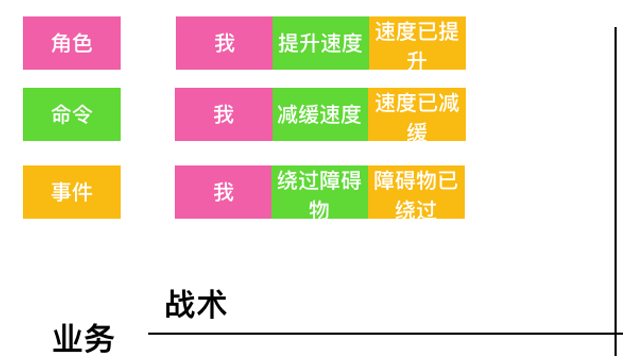 角色
我
提升速度
速度已提
升
命令
我
减缓速度
速度已减
缓
事件
我
绕过障碍
物
障碍物已
绕过
战术
业务